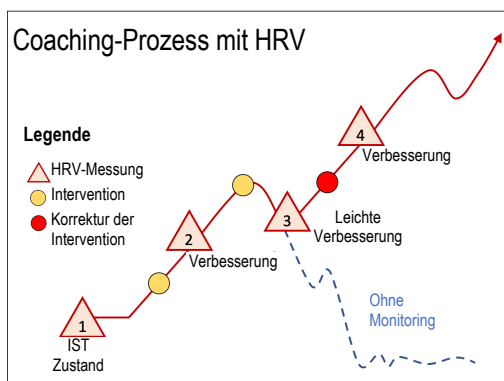 Coaching-Prozess mit HRV
Legende
HRV-Messung
Intervention
Korrektur der
Intervention
4
Verbesserung
3
Leichte
Verbesserung
2
Verbesserung
1
IST
Zustand
Ohne
Monitoring